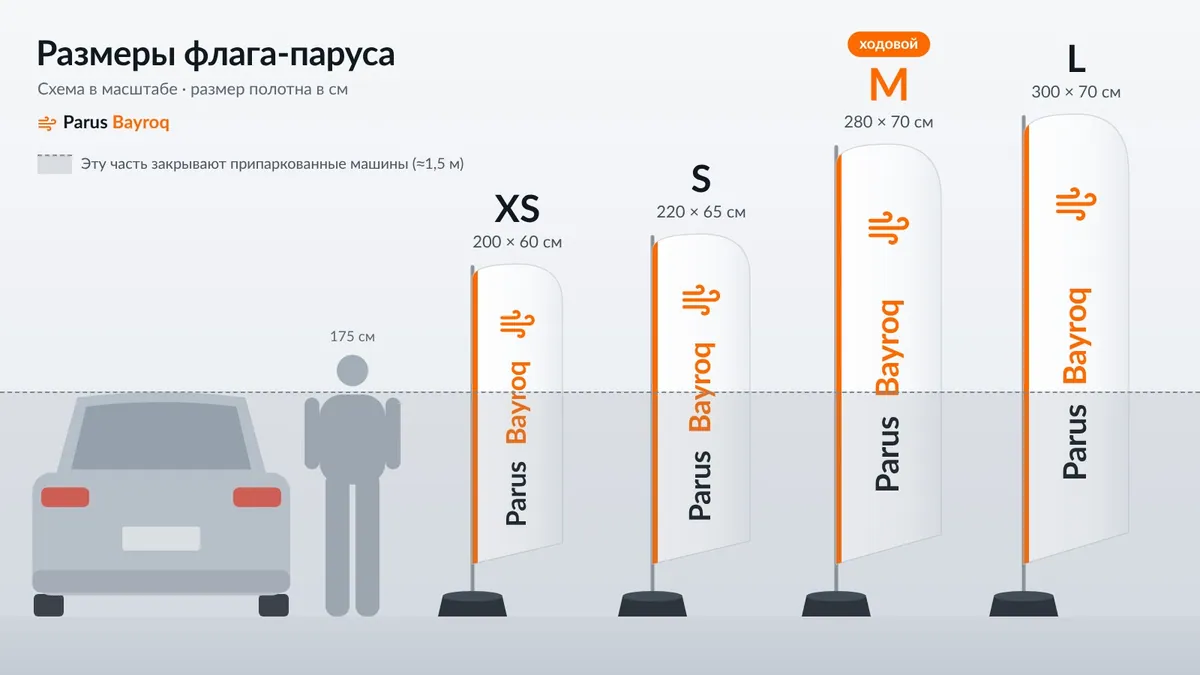 Размеры флага-паруса
Схема в масштабе · размер полотна в см
Parus Bayroq
Эту часть закрывают припаркованные машины (≈1,5 м)
175 см
XS
200 × 60 см
Parus Bayroq
S
220 × 65 см
Parus Bayroq
ходовой
M
280 × 70 см
Parus Bayroq
L
300 × 70 см
Parus Bayroq